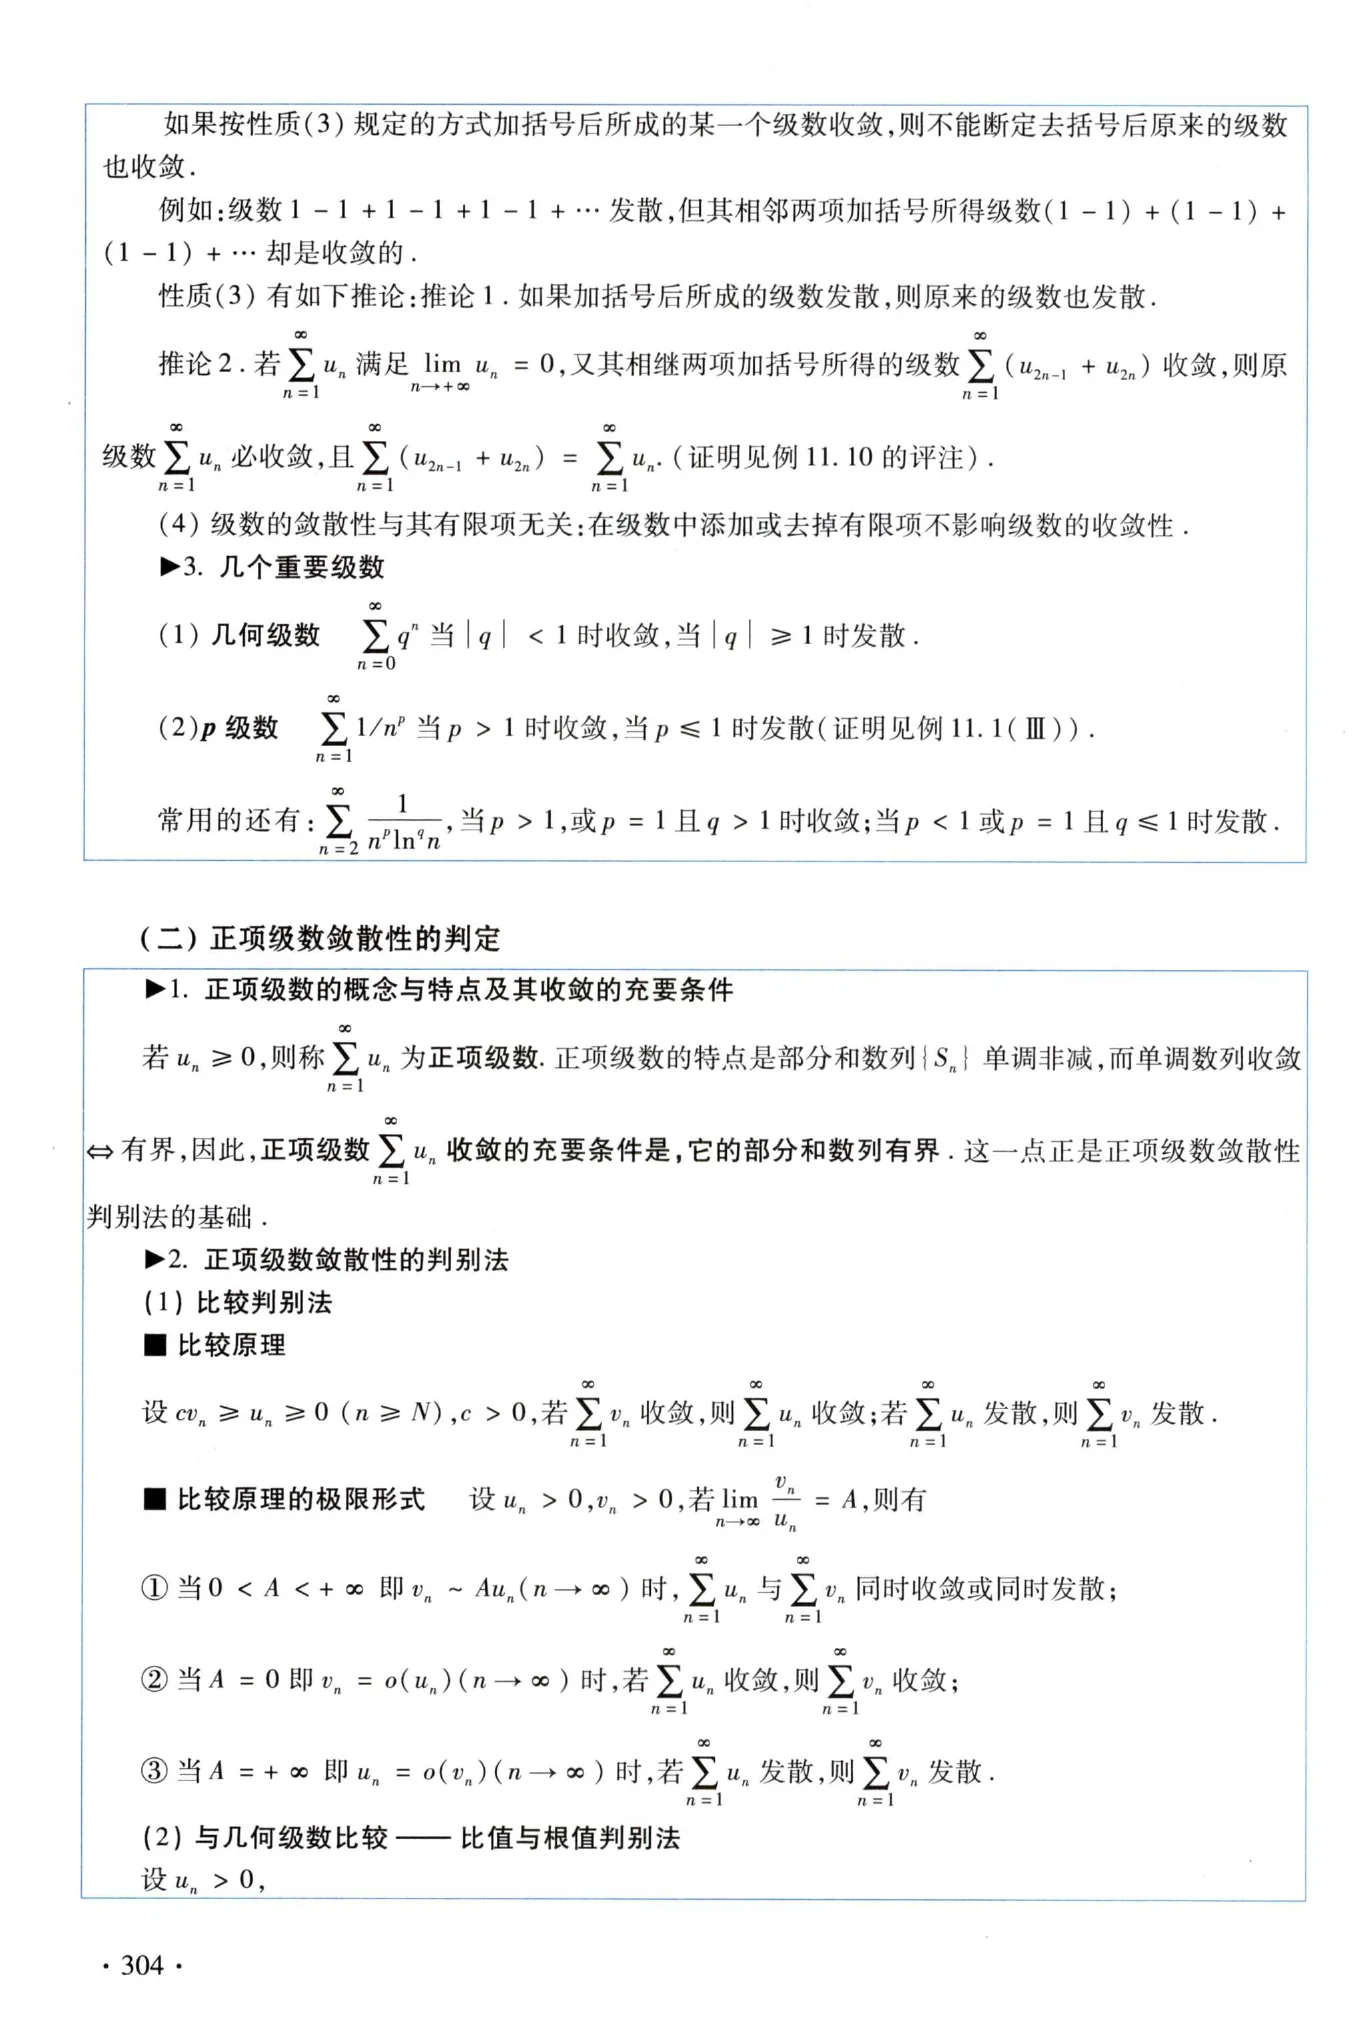 如果按性质(3)规定的方式加括号后所成的某一个级数收敛,则不能断定去括号后原来的级数
也收敛.
例如:级数1 - 1 + 1 - 1 + 1 - 1 + … 发散,但其相邻两项加括号所得级数(1 - 1) + (1 - 1) +
(1 - 1) + … 却是收敛的.
性质(3)有如下推论:推论1.如果加括号后所成的级数发散,则原来的级数也发散.
推论2.若 $\sum_{n=1}^{\infty} u_n$ 满足 $\lim_{n\to+\infty} u_n = 0$,又其相继两项加括号所得的级数 $\sum_{n=1}^{\infty} (u_{2n-1} + u_{2n})$ 收敛,则原
级数 $\sum_{n=1}^{\infty} u_n$ 必收敛,且 $\sum_{n=1}^{\infty} (u_{2n-1} + u_{2n}) = \sum_{n=1}^{\infty} u_n$.(证明见例11.10的评注).
(4) 级数的敛散性与其有限项无关:在级数中添加或去掉有限项不影响级数的收敛性.
▶3. 几个重要级数
(1) 几何级数 $\sum_{n=0}^{\infty} q^n$ 当 $|q| < 1$ 时收敛,当 $|q| \geqslant 1$ 时发散.
(2) p 级数 $\sum_{n=1}^{\infty} 1/n^p$ 当 $p > 1$ 时收敛,当 $p \leqslant 1$ 时发散(证明见例11.1(Ⅲ)).
常用的还有: $\sum_{n=2}^{\infty} \frac{1}{n^p \ln^q n}$,当 $p > 1$,或 $p = 1$ 且 $q > 1$ 时收敛;当 $p < 1$ 或 $p = 1$ 且 $q \leqslant 1$ 时发散.
(二) 正项级数敛散性的判定
▶1. 正项级数的概念与特点及其收敛的充要条件
若 $u_n \geqslant 0$,则称 $\sum_{n=1}^{\infty} u_n$ 为正项级数.正项级数的特点是部分和数列 $\{S_n\}$ 单调非减,而单调数列收敛
⇔ 有界,因此,正项级数 $\sum_{n=1}^{\infty} u_n$ 收敛的充要条件是,它的部分和数列有界.这一点正是正项级数敛散性
判别法的基础.
▶2. 正项级数敛散性的判别法
(1) 比较判别法
■ 比较原理
设 $cv_n \geqslant u_n \geqslant 0$ $(n \geqslant N)$,$c > 0$,若 $\sum_{n=1}^{\infty} v_n$ 收敛,则 $\sum_{n=1}^{\infty} u_n$ 收敛;若 $\sum_{n=1}^{\infty} u_n$ 发散,则 $\sum_{n=1}^{\infty} v_n$ 发散.
■ 比较原理的极限形式 设 $u_n > 0$,$v_n > 0$,若 $\lim_{n\to\infty} \frac{v_n}{u_n} = A$,则有
① 当 $0 < A < +\infty$ 即 $v_n \sim Au_n (n \to \infty)$ 时, $\sum_{n=1}^{\infty} u_n$ 与 $\sum_{n=1}^{\infty} v_n$ 同时收敛或同时发散;
② 当 $A = 0$ 即 $v_n = o(u_n)(n \to \infty)$ 时,若 $\sum_{n=1}^{\infty} u_n$ 收敛,则 $\sum_{n=1}^{\infty} v_n$ 收敛;
③ 当 $A = +\infty$ 即 $u_n = o(v_n)(n \to \infty)$ 时,若 $\sum_{n=1}^{\infty} u_n$ 发散,则 $\sum_{n=1}^{\infty} v_n$ 发散.
(2) 与几何级数比较 —— 比值与根值判别法
设 $u_n > 0$,
· 304 ·